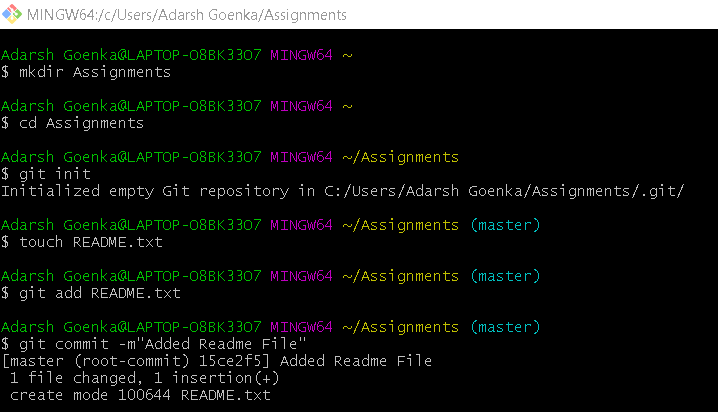 MINGW64:/c/Users/Adarsh Goenka/Assignments
Adarsh Goenka@LAPTOP-O8BK33O7 MINGW64 ~
$ mkdir Assignments
Adarsh Goenka@LAPTOP-O8BK33O7 MINGW64 ~
$ cd Assignments
Adarsh Goenka@LAPTOP-O8BK33O7 MINGW64 ~/Assignments
$ git init
Initialized empty Git repository in C:/Users/Adarsh Goenka/Assignments/.git/
Adarsh Goenka@LAPTOP-O8BK33O7 MINGW64 ~/Assignments (master)
$ touch README.txt
Adarsh Goenka@LAPTOP-O8BK33O7 MINGW64 ~/Assignments (master)
$ git add README.txt
Adarsh Goenka@LAPTOP-O8BK33O7 MINGW64 ~/Assignments (master)
$ git commit -m"Added Readme File"
[master (root-commit) 15ce2f5] Added Readme File
 1 file changed, 1 insertion(+)
 create mode 100644 README.txt